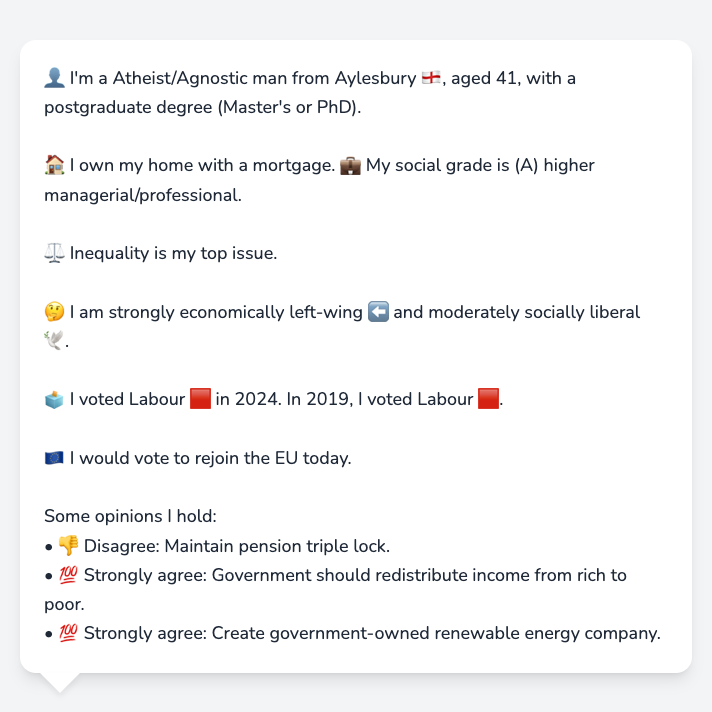 👤 I'm a Atheist/Agnostic man from Aylesbury 🏴󠁧󠁢󠁥󠁮󠁧󠁿, aged 41, with a
postgraduate degree (Master's or PhD).
🏠 I own my home with a mortgage. 💼 My social grade is (A) higher
managerial/professional.
⚖️ Inequality is my top issue.
🤔 I am strongly economically left-wing ⬅️ and moderately socially liberal
🕊️.
🗳️ I voted Labour 🟥 in 2024. In 2019, I voted Labour 🟥.
🇪🇺 I would vote to rejoin the EU today.
Some opinions I hold:
• 👎 Disagree: Maintain pension triple lock.
• 💯 Strongly agree: Government should redistribute income from rich to
poor.
• 💯 Strongly agree: Create government-owned renewable energy company.